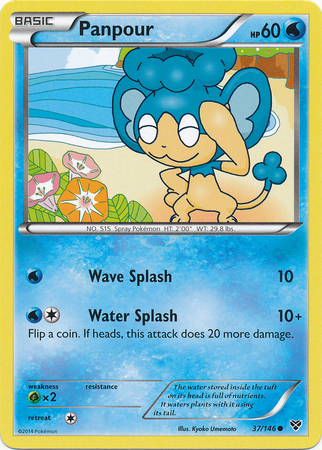 BASIC
Panpour
HP60
NO. 515 Spray Pokémon HT: 2'00" WT: 29.8 lbs.
Wave Splash 10
Water Splash 10+
Flip a coin. If heads, this attack does 20 more damage.
weakness
×2
resistance
retreat
The water stored inside the tuft
on its head is full of nutrients.
It waters plants with it using
its tail.
Illus. Kyoko Umemoto
37/146
©2014 Pokémon
XY